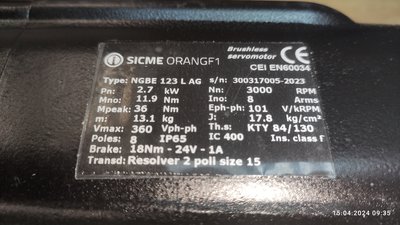 SICME ORANGE1 Brushless servomotor CE
CEI EN60034
Type: NGBE 123 L AG s/n: 300317005-2023
Pn: 2.7 kW Nn: 3000 RPM
Mno: 11.9 Nm Ino: 8 Arms
Mpeak: 36 Nm Eph-ph: 101 V/kRPM
m: 13.1 kg J: 17.8 kg/cm²
Vmax: 360 Vph-ph Th.s: KTY 84/130
Poles: 8 IP65 IC 400 Ins. class f
Brake: 18Nm - 24V - 1A
Transd: Resolver 2 poli size 15
15.04.2024 09:35